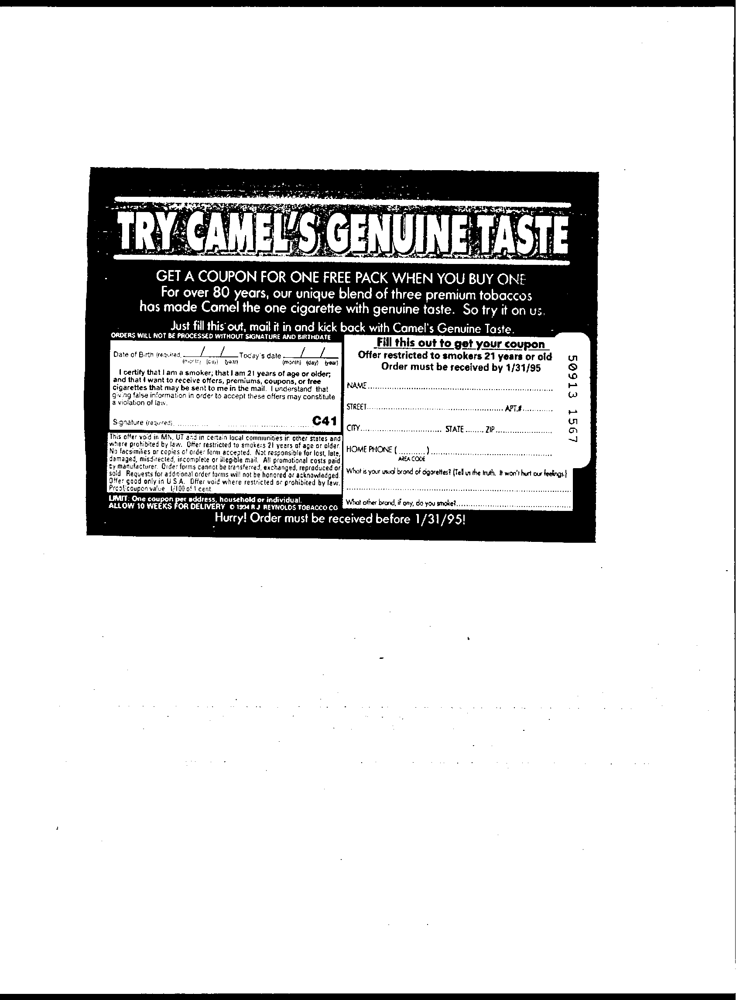 TRY CAMEL'S GENUINE TASTE
GET A COUPON FOR ONE FREE PACK WHEN YOU BUY ONE
For over 80 years, our unique blend of three premium tobaccos
has made Camel the one cigarette with genuine taste. So try it on us.
Just fill this out, mail it in and kick back with Camel's Genuine Taste.
ORDERS WILL NOT BE PROCESSED WITHOUT SIGNATURE AND BIRTHDATE
Date of Birth (required) / / Today's date / /
(month) (day) (year) (month) (day) (year)
I certify that I am a smoker; that I am 21 years of age or older;
and that I want to receive offers, premiums, coupons, or free
cigarettes that may be sent to me in the mail. I understand that
giving false information in order to accept these offers may constitute
a violation of law.
Signature (required) C41
This offer void in MN, UT and in certain local communities in other states and
where prohibited by law. Offer restricted to smokers 21 years of age or older
No facsimiles or copies of order form accepted. Not responsible for lost, late,
damaged, misdirected, incomplete or illegible mail. All promotional costs paid
by manufacturer. Order forms cannot be transferred, exchanged, reproduced or
sold. Requests for additional order forms will not be honored or acknowledged
Offer good only in U.S.A. Offer void where restricted or prohibited by law.
Proof/coupon value 1/100 of 1 cent.
LIMIT: One coupon per address, household or individual.
ALLOW 10 WEEKS FOR DELIVERY © 1994 R J REYNOLDS TOBACCO CO
Fill this out to get your coupon
Offer restricted to smokers 21 years or old
Order must be received by 1/31/95
NAME
STREET APT.#
CITY STATE ZIP
HOME PHONE ( )
AREA CODE
What is your usual brand of cigarettes? (Tell us the truth. It won't hurt our feelings.)
What other brand, if any, do you smoke?
Hurry! Order must be received before 1/31/95!
50913 1567